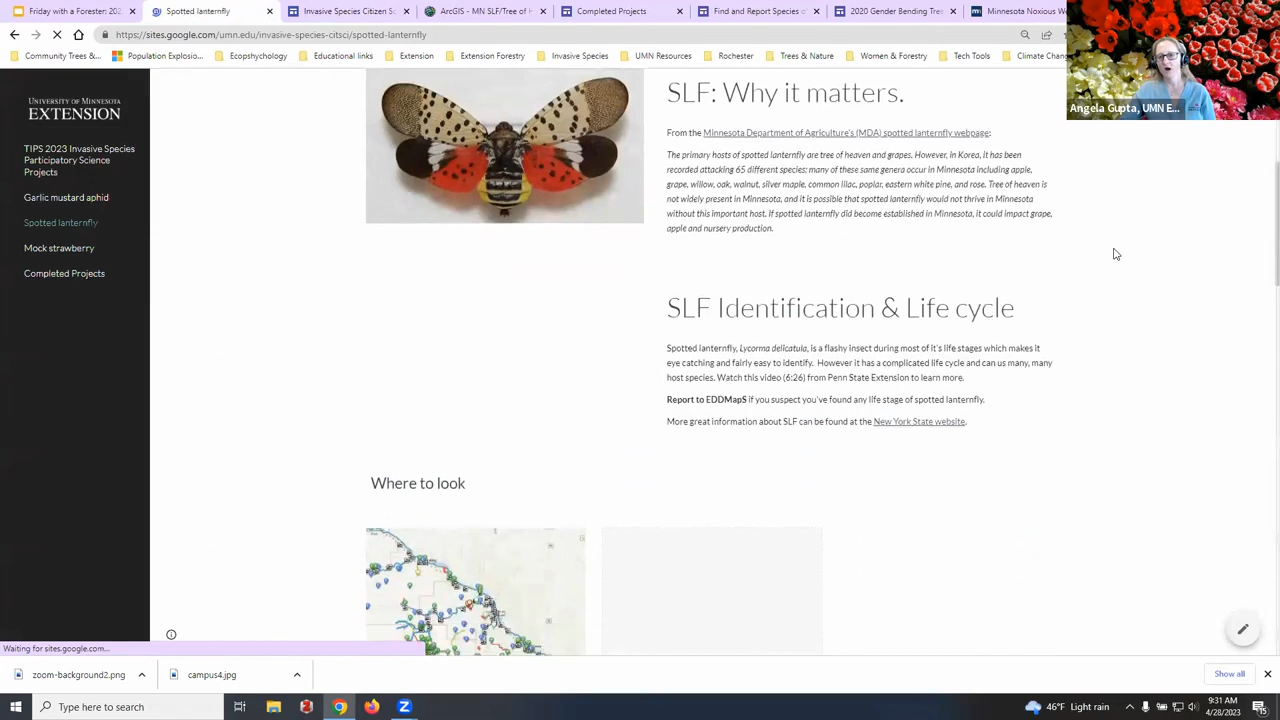 Friday with a Forester: 202
Spotted lanternfly
Invasive Species Citizen Sc
ArcGIS - MN SLF/Tree of H
Completed Projects
Find and Report Species of
2020 Gender Bending Tree
Minnesota Noxious Wo
https://sites.google.com/umn.edu/invasive-species-citsci/spotted-lanternfly
Community Trees &...
Population Explosio...
Ecopsychology
Educational links
Extension
Extension Forestry
Invasive Species
UMN Resources
Rochester
Trees & Nature
Women & Forestry
Tech Tools
Climate Chang
Angela Gupta, UMN E...
UNIVERSITY OF MINNESOTA
EXTENSION
TIPS 2023 Invasive Species
Participatory Science
Projects
Garlic mustard aphid
Spotted lanternfly
Mock strawberry
Completed Projects
SLF: Why it matters.
From the Minnesota Department of Agriculture's (MDA) spotted lanternfly webpage:
The primary hosts of spotted lanternfly are tree of heaven and grapes. However, in Korea, it has been
recorded attacking 65 different species; many of these same genera occur in Minnesota including apple,
grape, willow, oak, walnut, silver maple, common lilac, poplar, eastern white pine, and rose. Tree of heaven is
not widely present in Minnesota, and it is possible that spotted lanternfly would not thrive in Minnesota
without this important host. If spotted lanternfly did become established in Minnesota, it could impact grape,
apple and nursery production.
SLF Identification & Life cycle
Spotted lanternfly, Lycorma delicatula, is a flashy insect during most of it's life stages which makes it
eye catching and fairly easy to identify. However it has a complicated life cycle and can us many, many
host species. Watch this video (6:26) from Penn State Extension to learn more.
Report to EDDMapS if you suspect you've found any life stage of spotted lanternfly.
More great information about SLF can be found at the New York State website.
Where to look
Waiting for sites.google.com...
zoom-background2.png
campus4.jpg
Show all
Type here to search
46°F Light rain
9:31 AM
4/28/2023
15